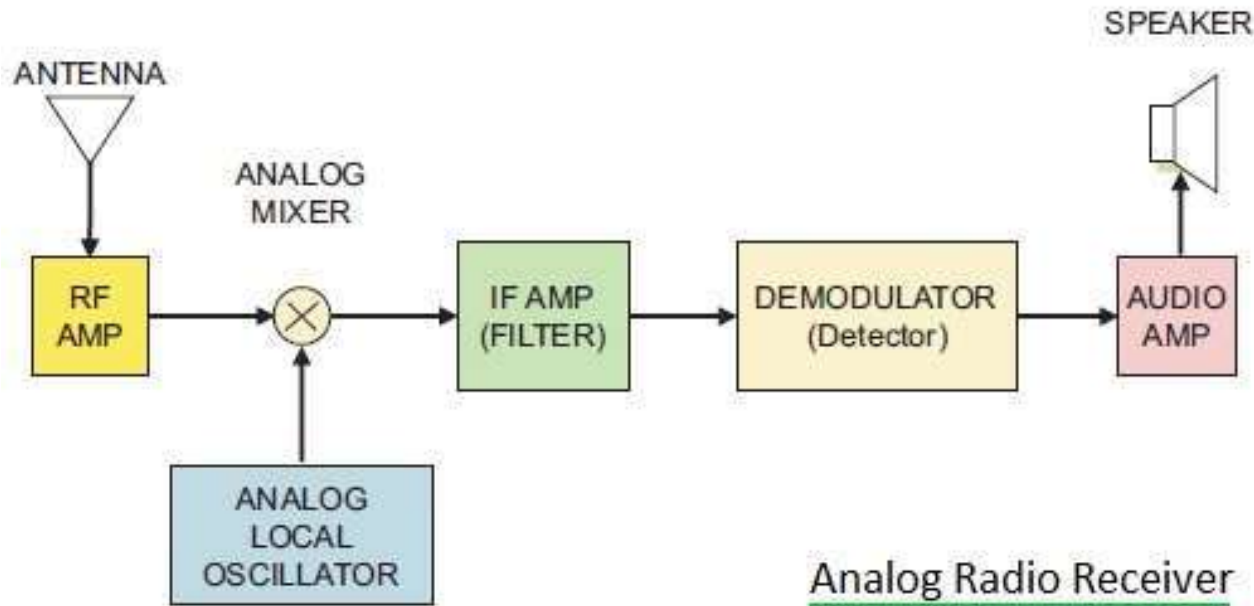 SPEAKER
ANTENNA
ANALOG
MIXER
RF
AMP
IF AMP
(FILTER)
DEMODULATOR
(Detector)
AUDIO
AMP
ANALOG
LOCAL
OSCILLATOR
Analog Radio Receiver